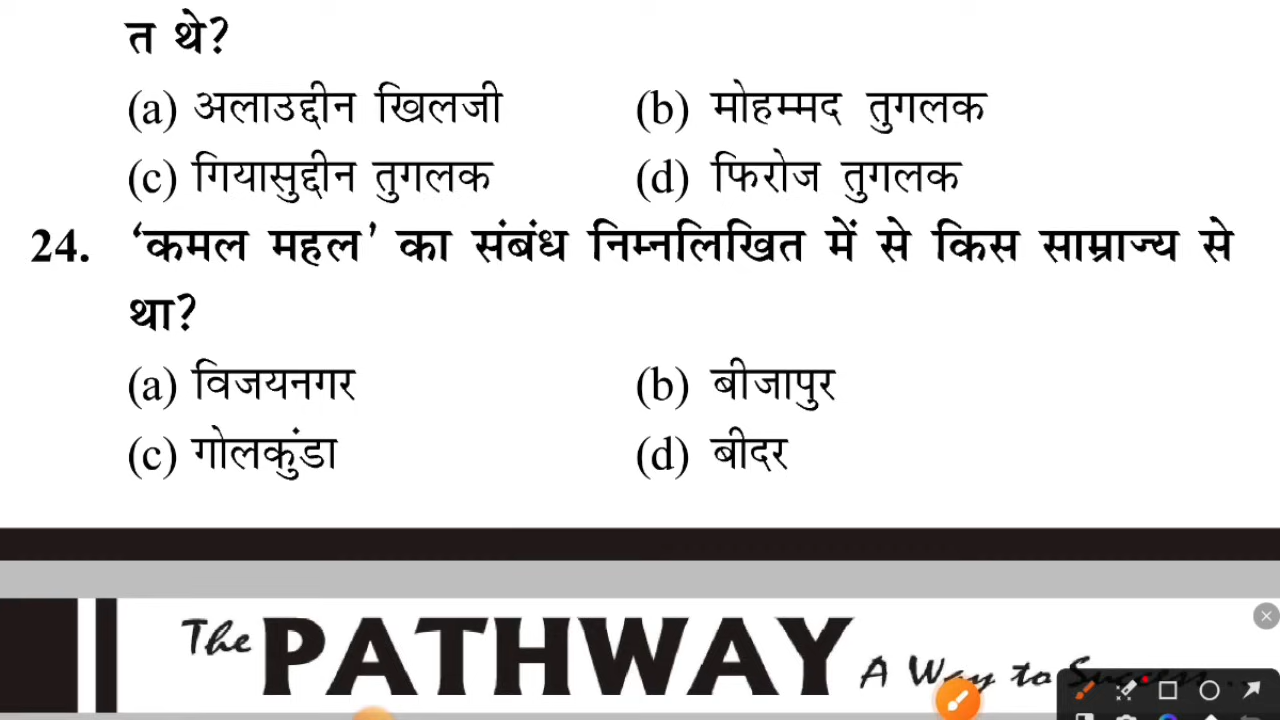 त थे?
(a) अलाउद्दीन खिलजी (b) मोहम्मद तुगलक
(c) गियासुद्दीन तुगलक (d) फिरोज तुगलक
24. ‘कमल महल’ का संबंध निम्नलिखित में से किस साम्राज्य से
था?
(a) विजयनगर (b) बीजापुर
(c) गोलकुंडा (d) बीदर
The PATHWAY A Way to Success...